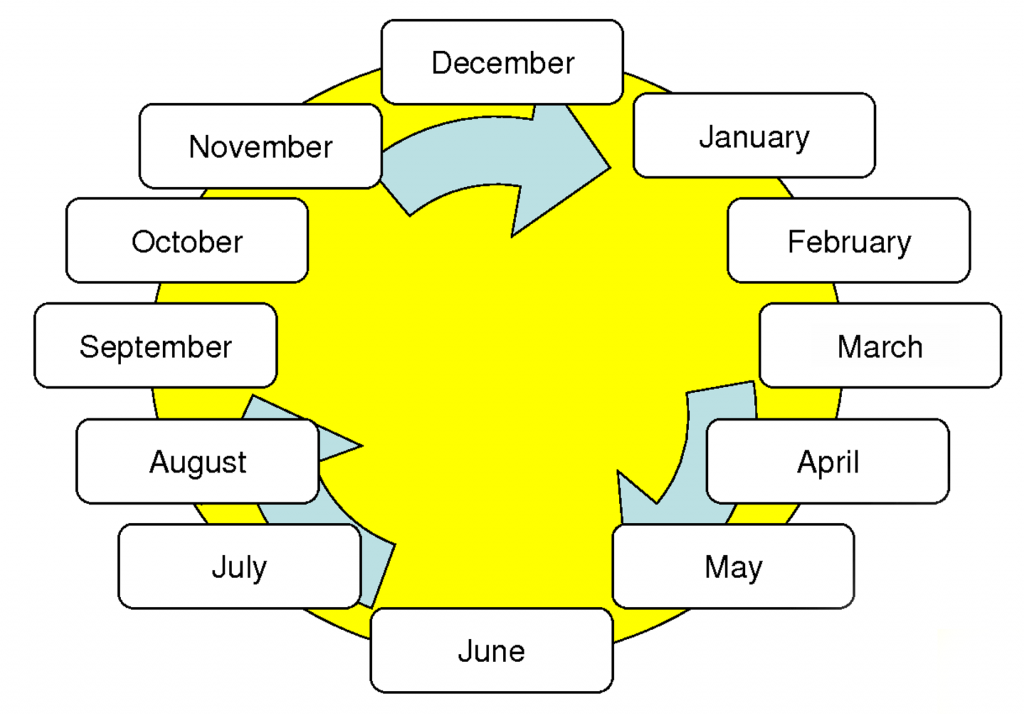 December
January
February
March
April
May
June
July
August
September
October
November